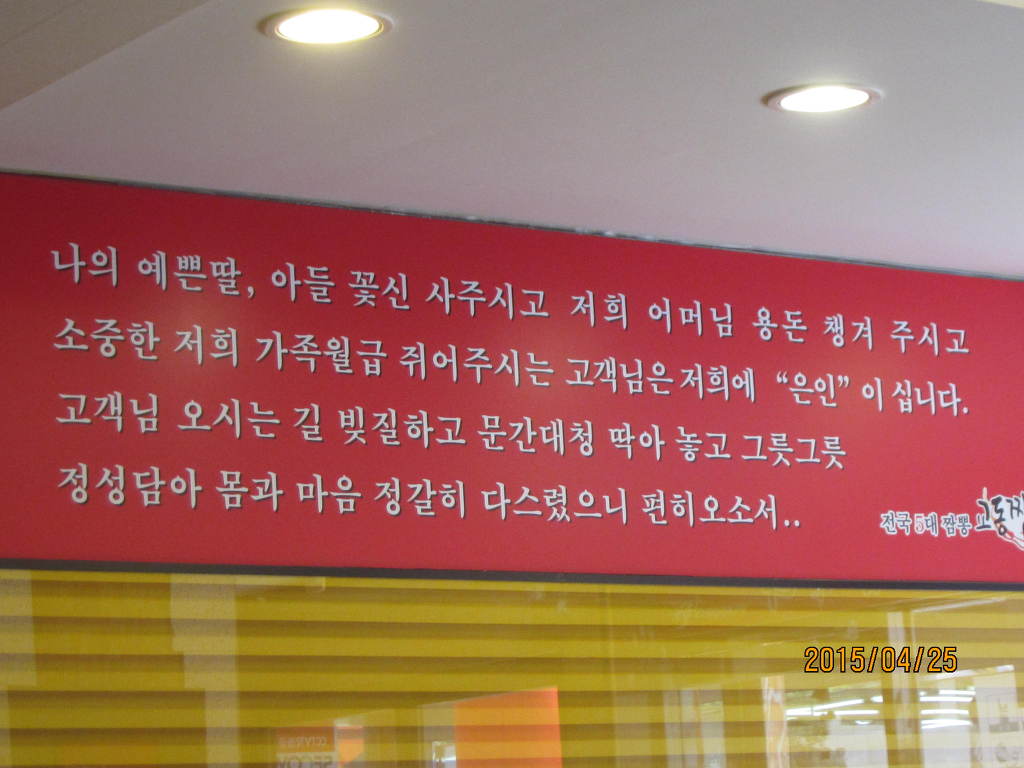 나의 예쁜딸, 아들 꽃신 사주시고 저희 어머님 용돈 챙겨 주시고
소중한 저희 가족월급 쥐어주시는 고객님은 저희에 “은인” 이 십니다.
고객님 오시는 길 빚질하고 문간대청 딱아 놓고 그릇그릇
정성담아 몸과 마음 정갈히 다스렸으니 편히오소서..
전국 5대 짬뽕
2015/04/25